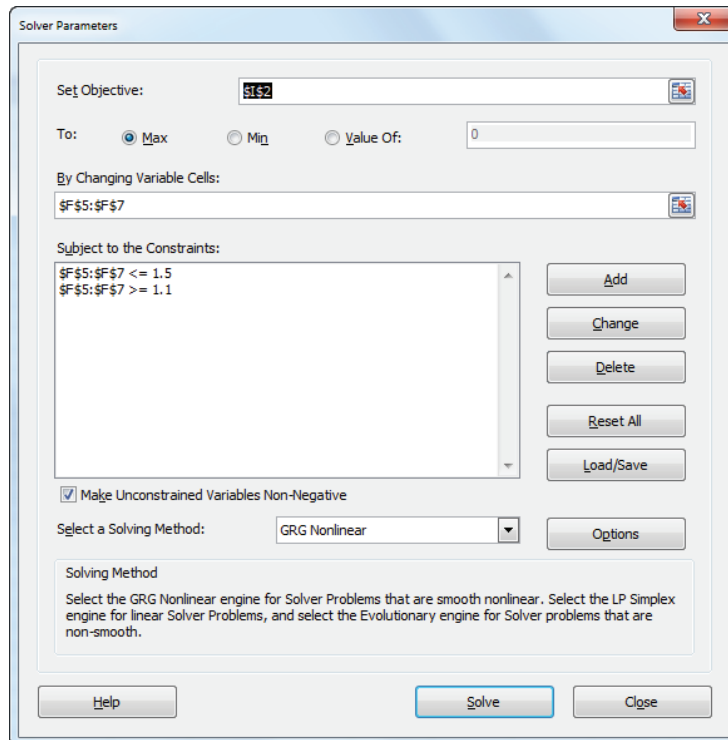 Solver Parameters
Set Objective: $I$2
To: Max Min Value Of: 0
By Changing Variable Cells:
$F$5:$F$7
Subject to the Constraints:
$F$5:$F$7 <= 1.5
$F$5:$F$7 >= 1.1
Add
Change
Delete
Reset All
Load/Save
Make Unconstrained Variables Non-Negative
Select a Solving Method: GRG Nonlinear Options
Solving Method
Select the GRG Nonlinear engine for Solver Problems that are smooth nonlinear. Select the LP Simplex
engine for linear Solver Problems, and select the Evolutionary engine for Solver problems that are
non-smooth.
Help Solve Close